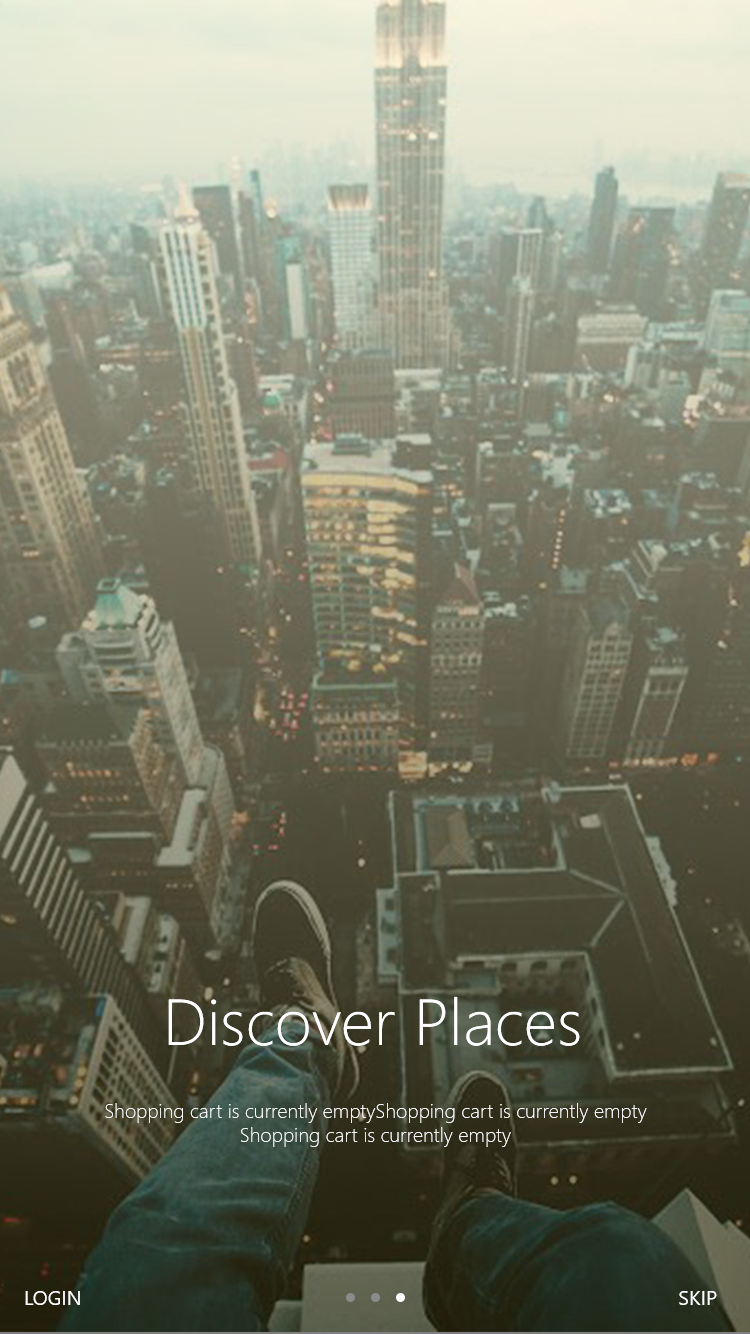 Discover Places
Shopping cart is currently emptyShopping cart is currently empty
Shopping cart is currently empty
LOGIN
SKIP